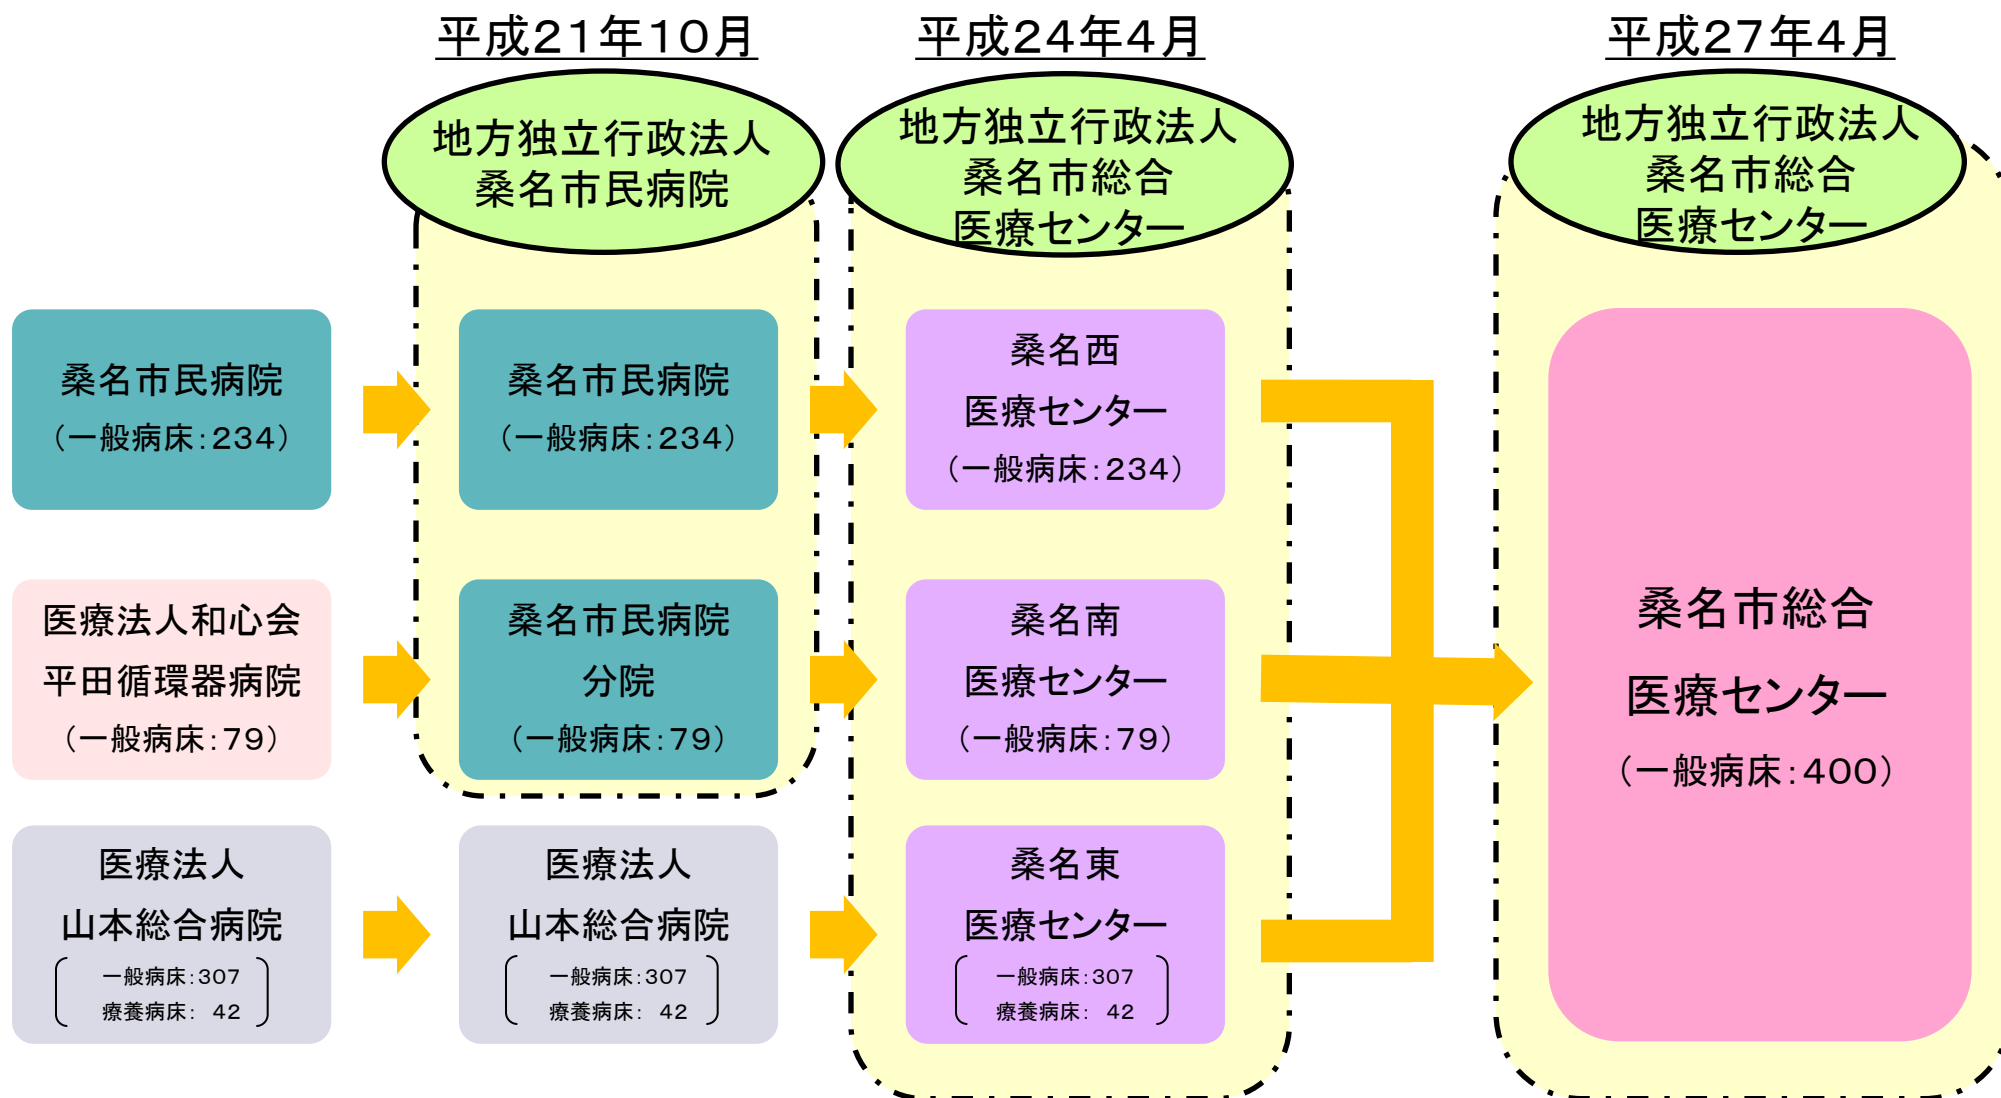 平成21年10月
平成24年4月
平成27年4月
地方独立行政法人
桑名市民病院
地方独立行政法人
桑名市総合
医療センター
地方独立行政法人
桑名市総合
医療センター
桑名市民病院
(一般病床:234)
桑名市民病院
(一般病床:234)
桑名西
医療センター
(一般病床:234)
医療法人和心会
平田循環器病院
(一般病床:79)
桑名市民病院
分院
(一般病床:79)
桑名南
医療センター
(一般病床:79)
医療法人
山本総合病院
一般病床:307
療養病床: 42
医療法人
山本総合病院
一般病床:307
療養病床: 42
桑名東
医療センター
一般病床:307
療養病床: 42
桑名市総合
医療センター
(一般病床:400)